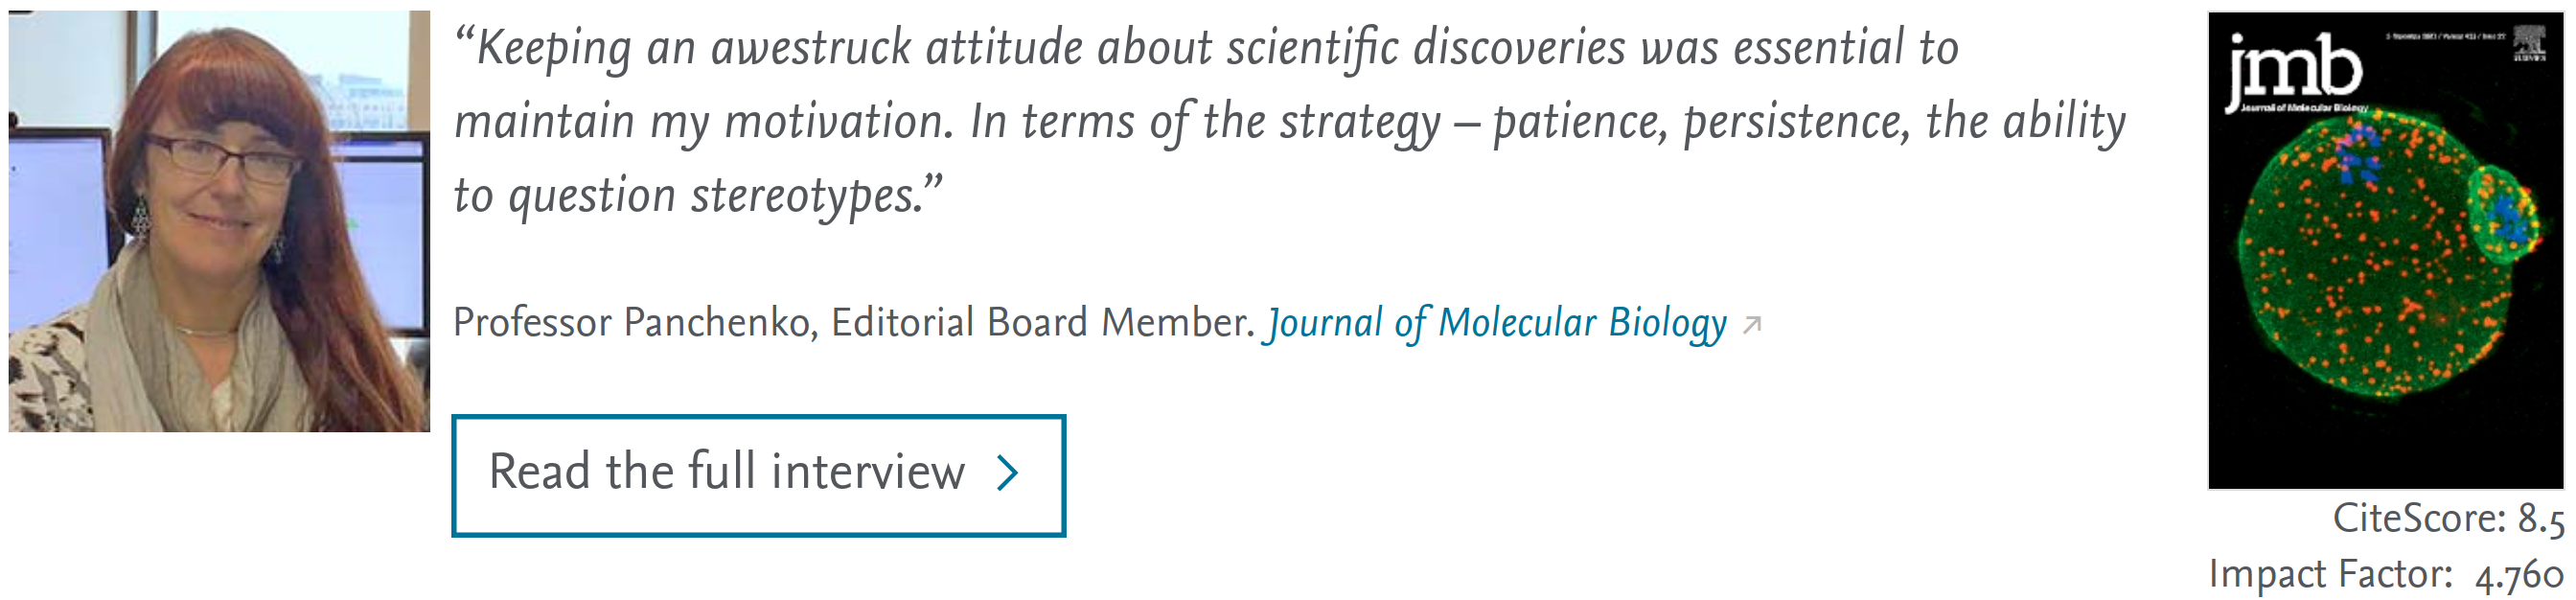 “Keeping an awestruck attitude about scientific discoveries was essential to
maintain my motivation. In terms of the strategy – patience, persistence, the ability
to question stereotypes.”
Professor Panchenko, Editorial Board Member. Journal of Molecular Biology
Read the full interview
jmb
Journal of Molecular Biology
ELSEVIER
CiteScore: 8.5
Impact Factor: 4.760